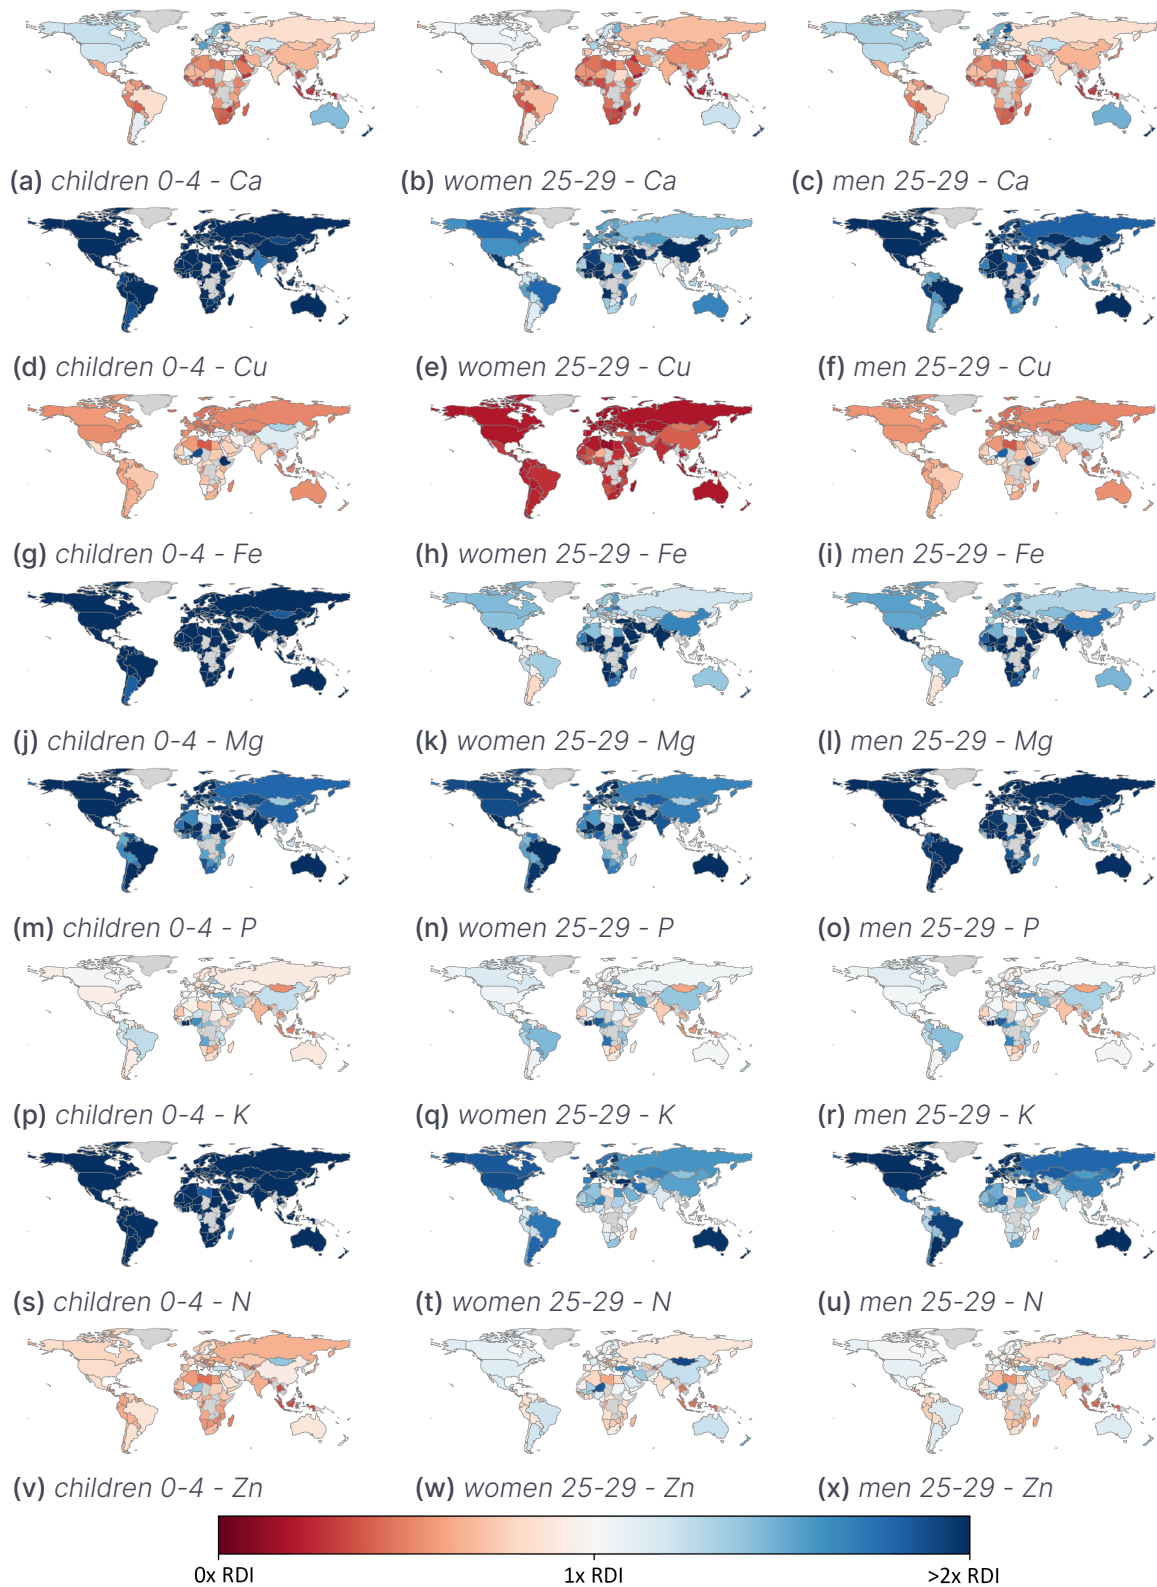 (a) children 0-4 - Ca (b) women 25-29 - Ca (c) men 25-29 - Ca
(d) children 0-4 - Cu (e) women 25-29 - Cu (f) men 25-29 - Cu
(g) children 0-4 - Fe (h) women 25-29 - Fe (i) men 25-29 - Fe
(j) children 0-4 - Mg (k) women 25-29 - Mg (l) men 25-29 - Mg
(m) children 0-4 - P (n) women 25-29 - P (o) men 25-29 - P
(p) children 0-4 - K (q) women 25-29 - K (r) men 25-29 - K
(s) children 0-4 - N (t) women 25-29 - N (u) men 25-29 - N
(v) children 0-4 - Zn (w) women 25-29 - Zn (x) men 25-29 - Zn
0x RDI 1x RDI >2x RDI